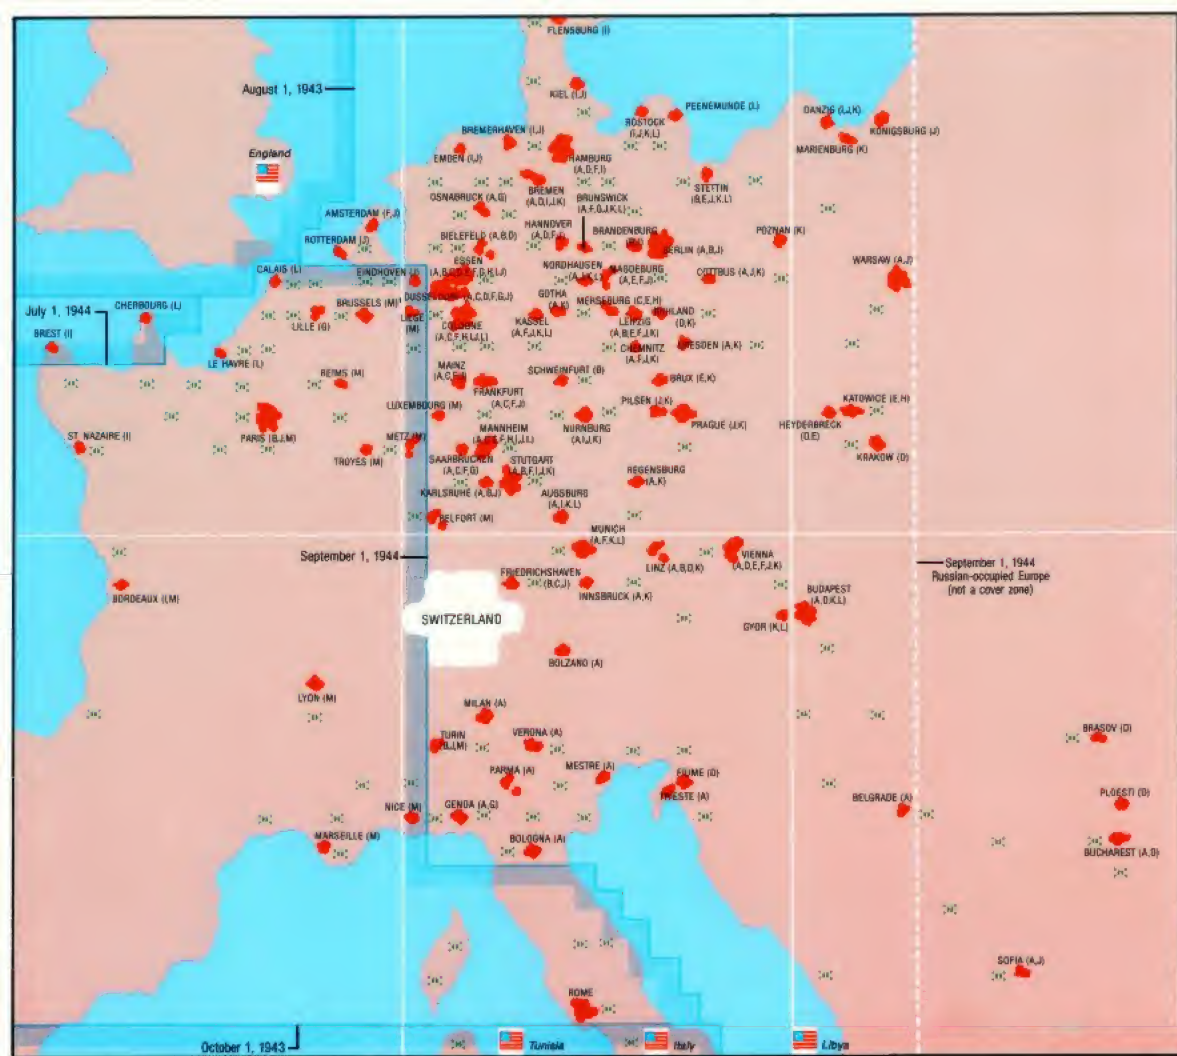 FLENSBURG (I)
August 1, 1943
KIEL (I,J)
PEENEMUNDE (L)
ROSTOCK
(I,J,K,L)
DANZIG (I,J,K)
KONIGSBURG (J)
MARIENBURG (K)
BREMERHAVEN (I,J)
EMDEN (I,J)
England
HAMBURG
(A,D,F,I)
BREMEN
(A,D,I,J,K)
BRUNSWICK
(A,F,G,J,K,L)
STETTIN
(B,E,J,K,L)
OSNABRUCK (A,G)
AMSTERDAM (F,J)
ROTTERDAM (J)
BIELEFELD (A,B,D)
HANNOVER
(A,D,F,J)
BRANDENBURG
BERLIN (A,B,J)
POZNAN (K)
WARSAW (A,J)
ESSEN
CALAIS (L)
EINDHOVEN (J)
NORDHAUSEN
(A,J,K,L)
MAGDEBURG
(A,E,F,J)
COTTBUS (A,J,K)
DUSSELDORF (A,C,D,F,G,J)
July 1, 1944
CHERBOURG (L)
BREST (I)
LILLE (G)
BRUSSELS (M)
LIEGE
(M)
COLOGNE
(A,C,F,H,I,J,L)
GOTHA
(A,K)
KASSEL
(A,F,J,K,L)
MERSEBURG (C,E,H)
LEIPZIG
(A,B,E,F,J,K)
RUHLAND
(D,K)
CHEMNITZ
(A,F,J,K)
DRESDEN (A,K)
LE HAVRE (L)
REIMS (M)
MAINZ
(A,C,F,J)
FRANKFURT
(A,C,F,J)
SCHWEINFURT (B)
BRUX (E,K)
LUXEMBOURG (M)
PILSEN (J,K)
PRAGUE (J,K)
KATOWICE (E,H)
HEYDERBRECK
(D,E)
KRAKOW (D)
ST. NAZAIRE (I)
PARIS (B,J,M)
TROYES (M)
METZ (M)
MANNHEIM
NURNBURG
(A,I,J,K)
SAARBRUCKEN
(A,C,F,G)
STUTGART
(A,B,F,I,J,K)
REGENSBURG
(A,K)
KARLSRUHE (A,B,J)
AUGSBURG
(A,I,K,L)
BELFORT (M)
MUNICH
(A,F,K,L)
September 1, 1944
LINZ (A,B,D,K)
VIENNA
(A,D,E,F,J,K)
September 1, 1944
Russian-occupied Europe
(not a cover zone)
FRIEDRICHSHAVEN
(B,C,J)
INNSBRUCK (A,K)
BORDEAUX (I,M)
SWITZERLAND
BUDAPEST
(A,D,K,L)
GYOR (K,L)
BOLZANO (A)
LYON (M)
MILAN (A)
TURIN
(B,J,M)
VERONA (A)
BRASOV (D)
PARMA (A)
MESTRE (A)
FIUME (D)
TRIESTE (A)
BELGRADE (A)
PLOESTI (D)
NICE (M)
GENOA (A,G)
MARSEILLE (M)
BOLOGNA (A)
BUCHAREST (A,D)
SOFIA (A,J)
ROME
October 1, 1943
Tunisia
Italy
Libya